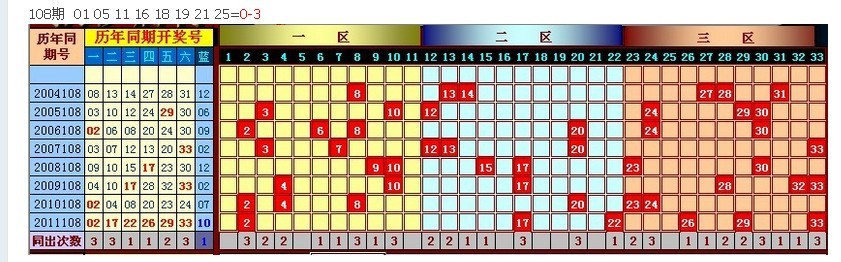 108期 01 05 11 16 18 19 21 25=0-3
历年同期号 历年同期开奖号 一 区 二 区 三 区
一 二 三 四 五 六 蓝 1 2 3 4 5 6 7 8 9 10 11 12 13 14 15 16 17 18 19 20 21 22 23 24 25 26 27 28 29 30 31 32 33
2004108 08 13 14 27 28 31 12 8 13 14 27 28 31
2005108 03 10 12 24 29 30 06 3 10 12 24 29 30
2006108 02 06 08 20 24 30 09 2 6 8 20 24 30
2007108 03 07 12 13 20 33 02 3 7 12 13 20 33
2008108 09 10 15 17 23 30 02 9 10 15 17 23 30
2009108 04 10 17 28 32 33 02 4 10 17 28 32 33
2010108 02 04 08 20 23 24 07 2 4 8 20 23 24
2011108 02 17 22 26 29 33 10 2 17 22 26 29 33
同出次数 3 3 1 1 2 3 1 3 2 2 1 1 3 1 3 2 2 1 1 3 3 1 2 3 1 1 2 2 3 1 1 3